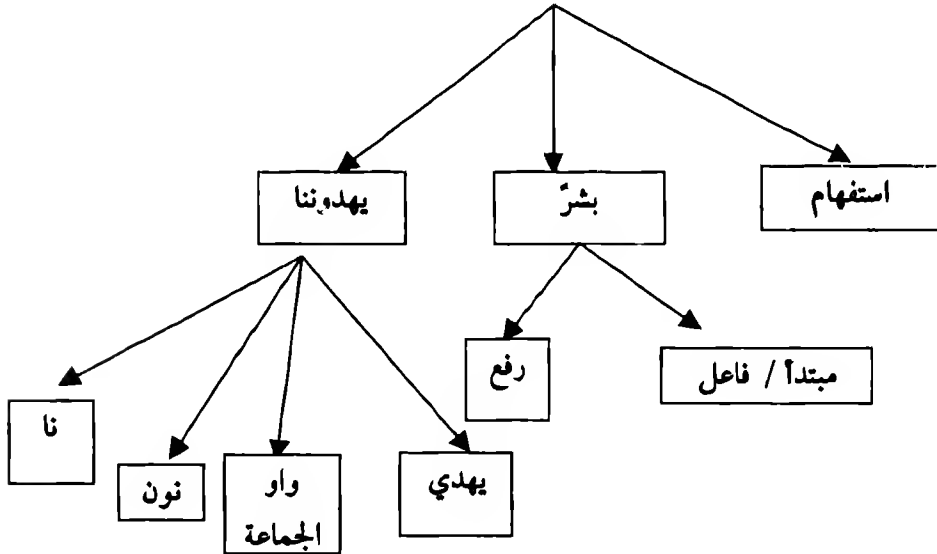 استفهام
بشرً
يهدوننا
مبتدأ / فاعل
رفع
يهدي
واو
الجماعة
نون
نا